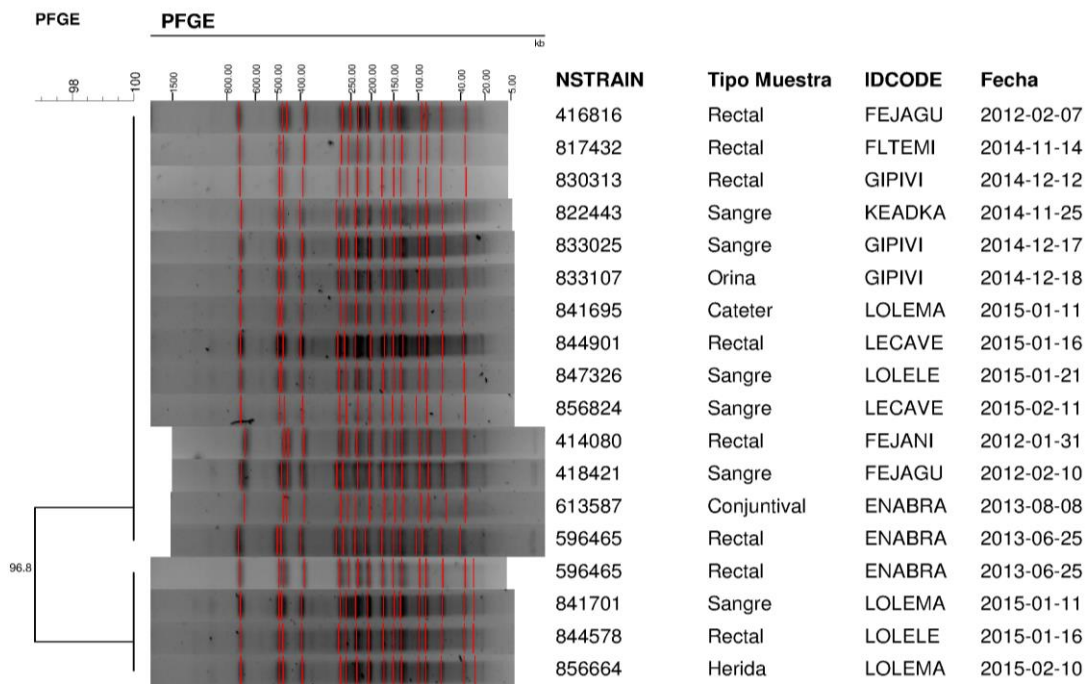 PFGE PFGE
kb
98 100 1500 800.00 600.00 500.00 400.00 250.00 200.00 150.00 100.00 40.00 20.00 5.00
NSTRAIN Tipo Muestra IDCODE Fecha
416816 Rectal FEJAGU 2012-02-07
817432 Rectal FLTEMI 2014-11-14
830313 Rectal GIPIVI 2014-12-12
822443 Sangre KEADKA 2014-11-25
833025 Sangre GIPIVI 2014-12-17
833107 Orina GIPIVI 2014-12-18
841695 Cateter LOLEMA 2015-01-11
844901 Rectal LECAVE 2015-01-16
847326 Sangre LOLELE 2015-01-21
856824 Sangre LECAVE 2015-02-11
414080 Rectal FEJANI 2012-01-31
418421 Sangre FEJAGU 2012-02-10
613587 Conjuntival ENABRA 2013-08-08
596465 Rectal ENABRA 2013-06-25
96.8 596465 Rectal ENABRA 2013-06-25
841701 Sangre LOLEMA 2015-01-11
844578 Rectal LOLELE 2015-01-16
856664 Herida LOLEMA 2015-02-10